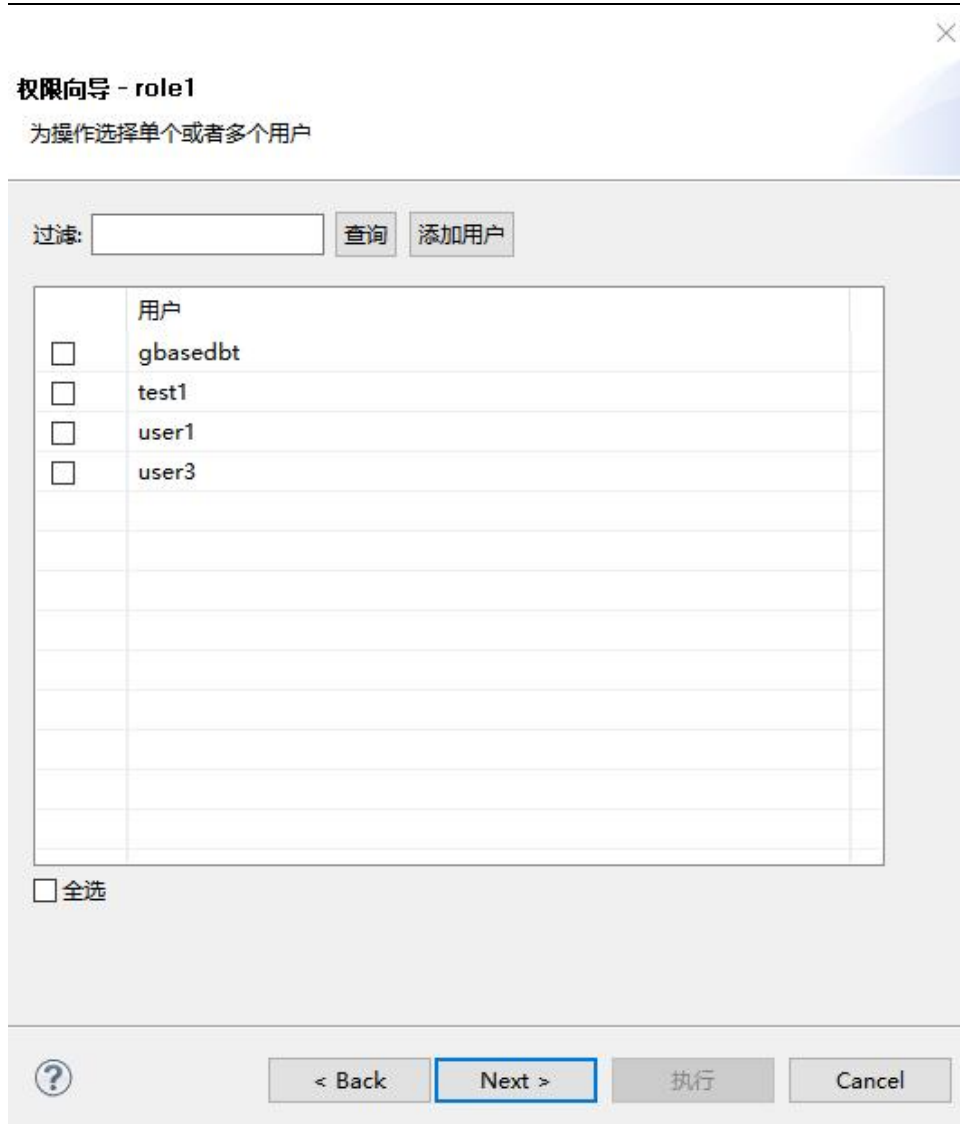 权限向导 - role1
为操作选择单个或者多个用户
过滤: 查询 添加用户
用户
gbasedbt
test1
user1
user3
全选
? < Back Next > 执行 Cancel